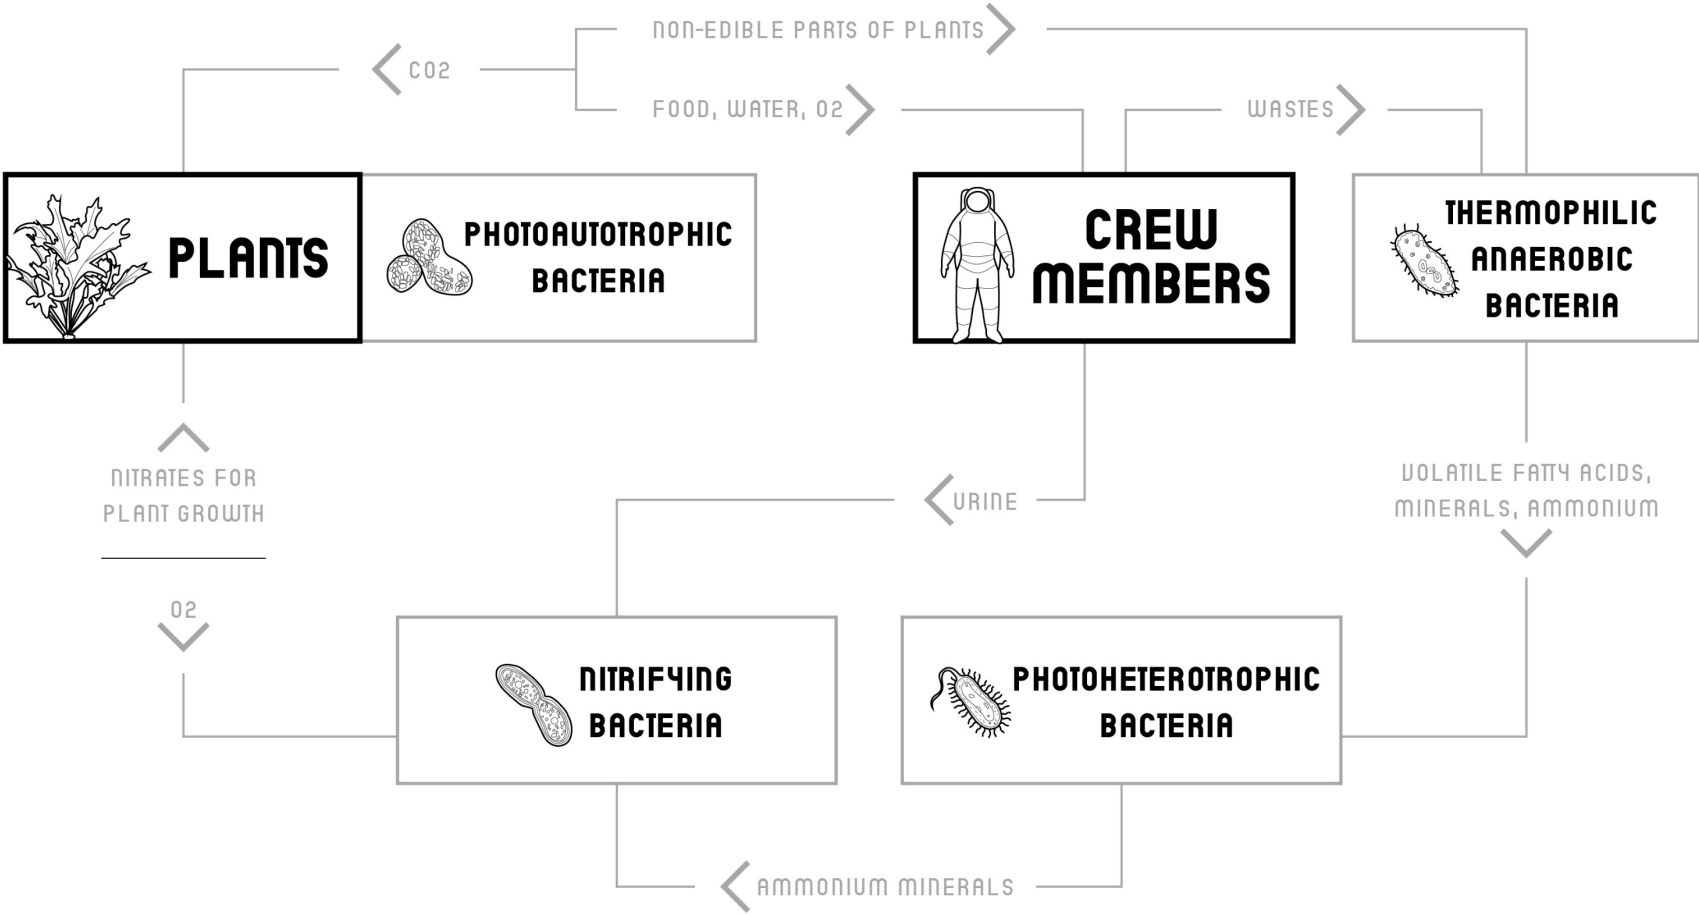 NON-EDIBLE PARTS OF PLANTS
CO2
FOOD, WATER, O2
WASTES
PLANTS
PHOTOAUTOTROPHIC
BACTERIA
CREW
MEMBERS
THERMOPHILIC
ANAEROBIC
BACTERIA
NITRATES FOR
PLANT GROWTH
O2
URINE
VOLATILE FATTY ACIDS,
MINERALS, AMMONIUM
NITRIFYING
BACTERIA
PHOTOHETEROTROPHIC
BACTERIA
AMMONIUM MINERALS